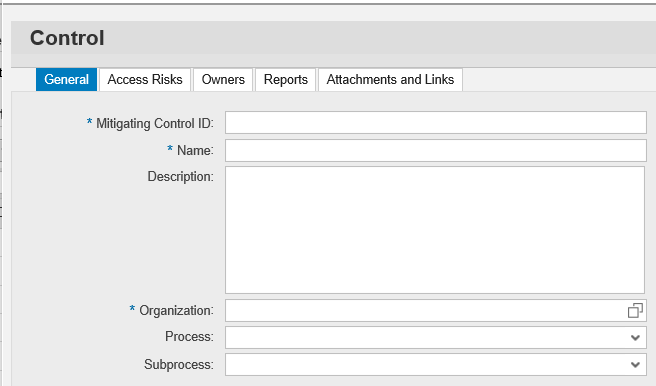 Control
General Access Risks Owners Reports Attachments and Links
* Mitigating Control ID:
* Name:
Description:
* Organization:
Process:
Subprocess: